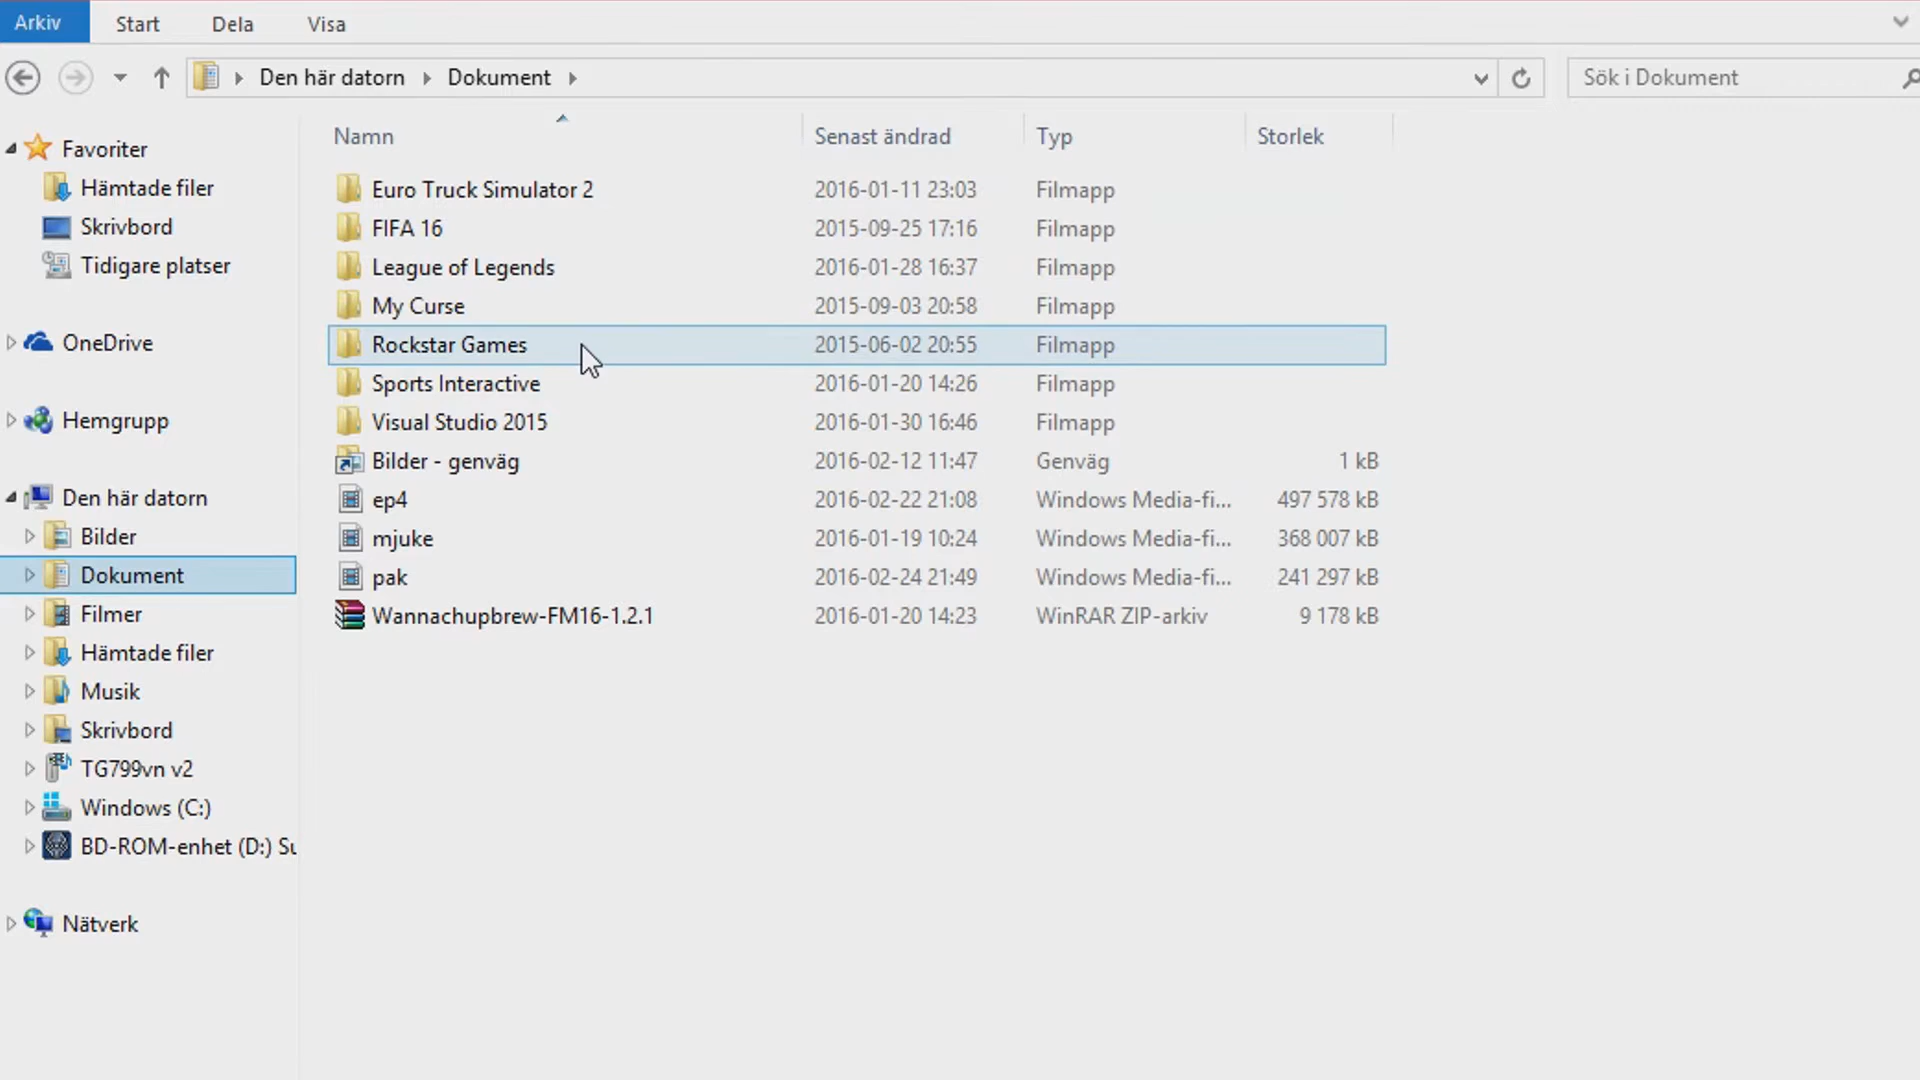 Arkiv Start Dela Visa
Den här datorn Dokument Sök i Dokument
Namn Senast ändrad Typ Storlek
Favoriter
Hämtade filer
Skrivbord
Tidigare platser
OneDrive
Hemgrupp
Den här datorn
Bilder
Dokument
Filmer
Hämtade filer
Musik
Skrivbord
TG799vn v2
Windows (C:)
BD-ROM-enhet (D:) Su
Nätverk
Euro Truck Simulator 2 2016-01-11 23:03 Filmapp
FIFA 16 2015-09-25 17:16 Filmapp
League of Legends 2016-01-28 16:37 Filmapp
My Curse 2015-09-03 20:58 Filmapp
Rockstar Games 2015-06-02 20:55 Filmapp
Sports Interactive 2016-01-20 14:26 Filmapp
Visual Studio 2015 2016-01-30 16:46 Filmapp
Bilder - genväg 2016-02-12 11:47 Genväg 1 kB
ep4 2016-02-22 21:08 Windows Media-fi... 497 578 kB
mjuke 2016-01-19 10:24 Windows Media-fi... 368 007 kB
pak 2016-02-24 21:49 Windows Media-fi... 241 297 kB
Wannachupbrew-FM16-1.2.1 2016-01-20 14:23 WinRAR ZIP-arkiv 9 178 kB